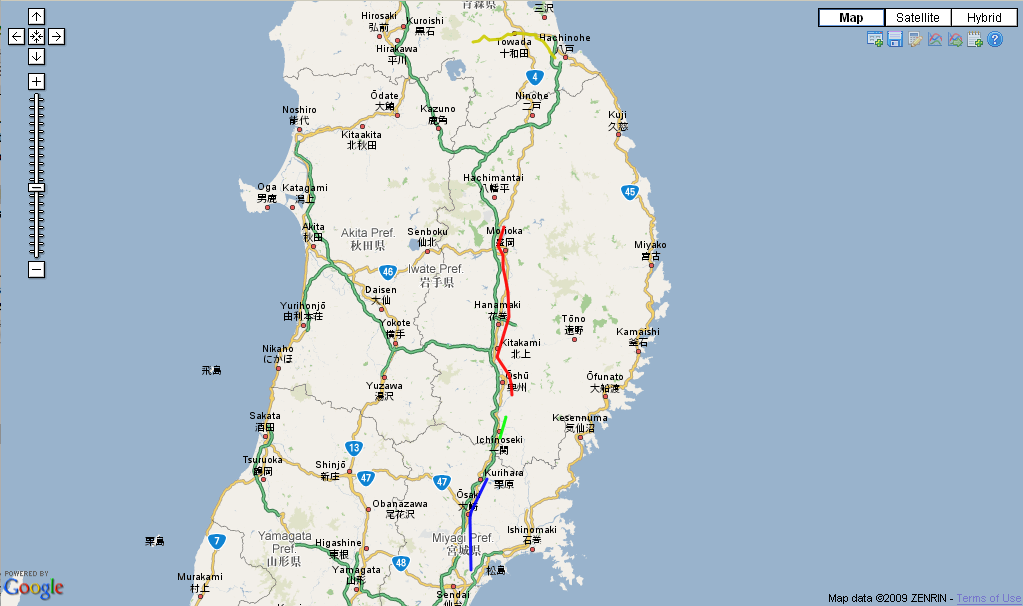 三沢
青森県
Hirosaki
弘前
Kuroishi
黒石
Hirakawa
平川
Towada
十和田
Hachinohe
八戸
Map
Satellite
Hybrid
4
Ōdate
大館
Ninohe
二戸
Noshiro
能代
Kazuno
鹿角
Kuji
久慈
Kitaakita
北秋田
Hachimantai
八幡平
45
Oga
男鹿
Katagami
潟上
Akita
秋田
Akita Pref.
秋田県
Senboku
仙北
Miyako
宮古
46
Iwate Pref.
岩手県
Daisen
大仙
Yurihonjō
由利本荘
Hanamaki
花巻
Yokote
横手
Tōno
遠野
Kamaishi
釜石
Nikaho
にかほ
Kitakami
北上
飛島
Yuzawa
湯沢
Ōshū
奥州
Ōfunato
大船渡
Sakata
酒田
Kesennuma
気仙沼
Ichinoseki
一関
13
Tsuruoka
鶴岡
Shinjō
新庄
47
47
Kurihara
栗原
Obanazawa
尾花沢
Yamagata
Pref.
山形県
Higashine
東根
Miyagi Pref.
宮城県
Ishinomaki
石巻
粟島
7
48
Yamagata
山形
松島
Murakami
村上
Sendai
仙台
POWERED BY
Google
Map data ©2009 ZENRIN - Terms of Use